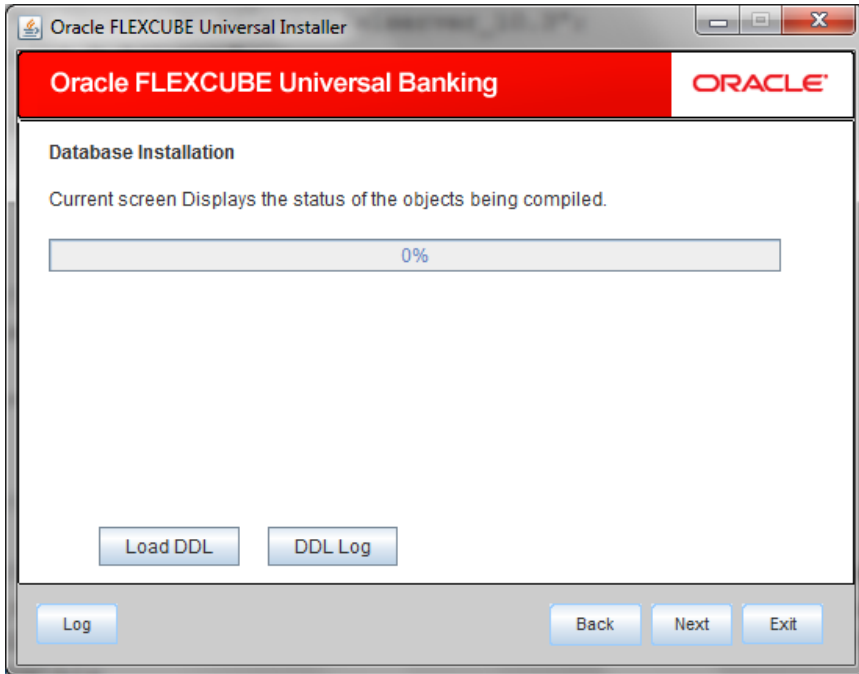 Oracle FLEXCUBE Universal Installer
Oracle FLEXCUBE Universal Banking
ORACLE
Database Installation
Current screen Displays the status of the objects being compiled.
0%
Load DDL
DDL Log
Log
Back
Next
Exit